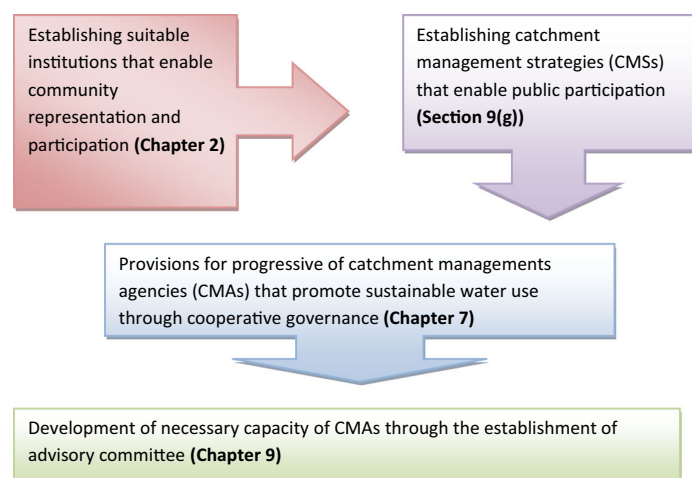 Establishing suitable
institutions that enable
community
representation and
participation (Chapter 2)
Establishing catchment
management strategies (CMSs)
that enable public participation
(Section 9(g))
Provisions for progressive of catchment managements
agencies (CMAs) that promote sustainable water use
through cooperative governance (Chapter 7)
Development of necessary capacity of CMAs through the establishment of
advisory committee (Chapter 9)